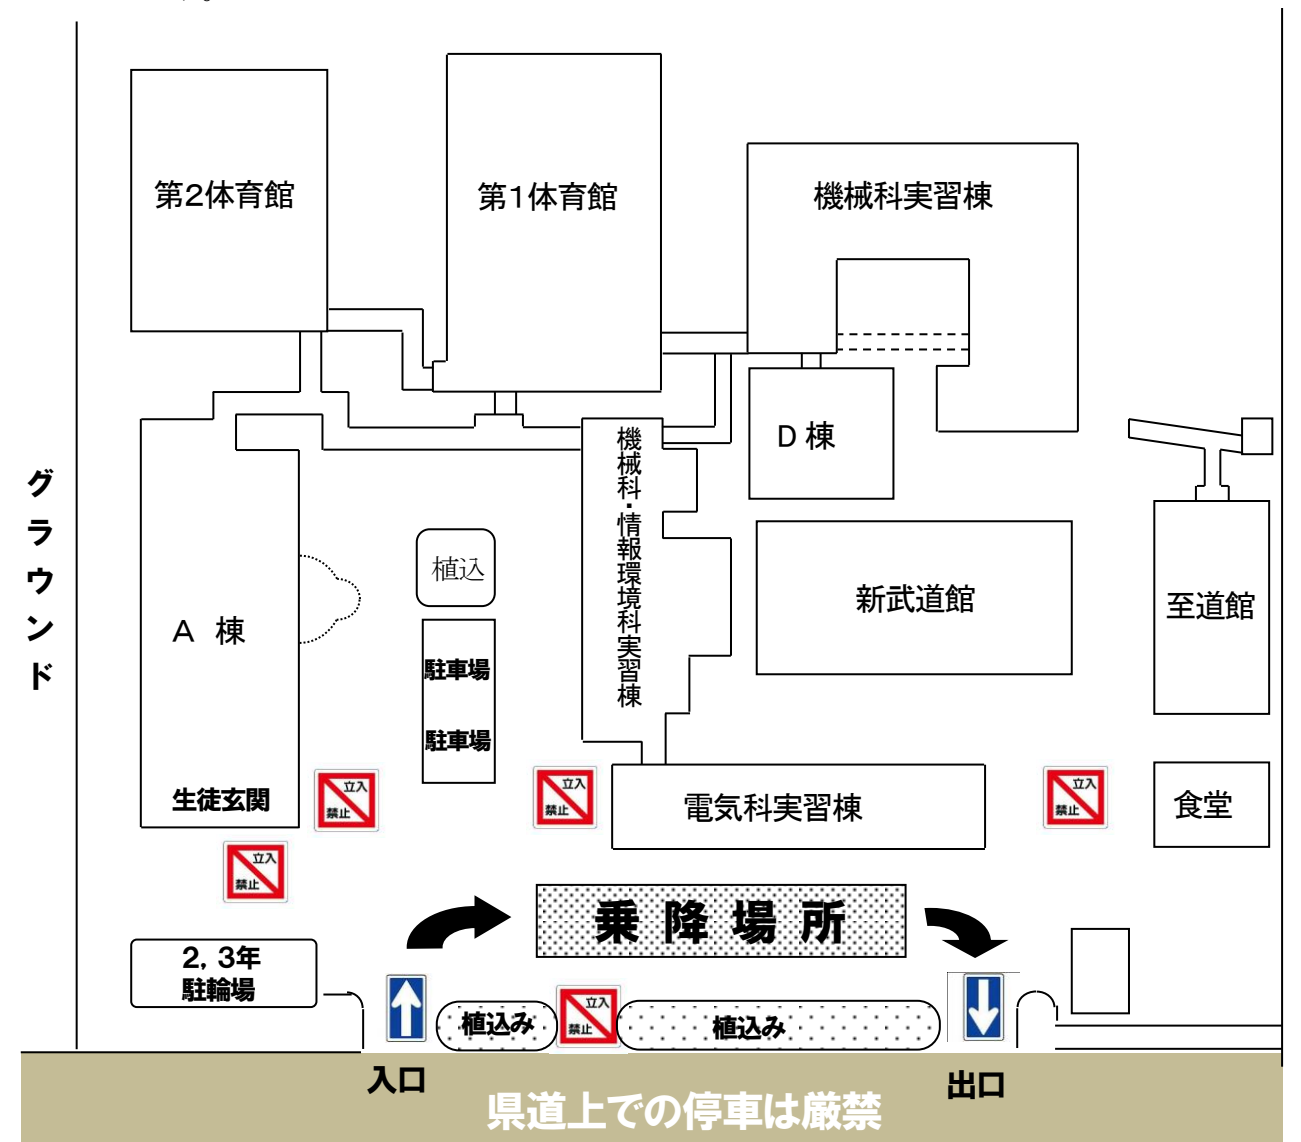 第2体育館
第1体育館
機械科実習棟
D棟
機械科・情報環境科実習棟
グラウンド
植込
新武道館
至道館
A 棟
駐車場
駐車場
生徒玄関
立入
禁止
立入
禁止
立入
禁止
電気科実習棟
食堂
立入
禁止
乗降場所
2, 3年
駐輪場
植込み
立入
禁止
植込み
入口
出口
県道上での停車は厳禁